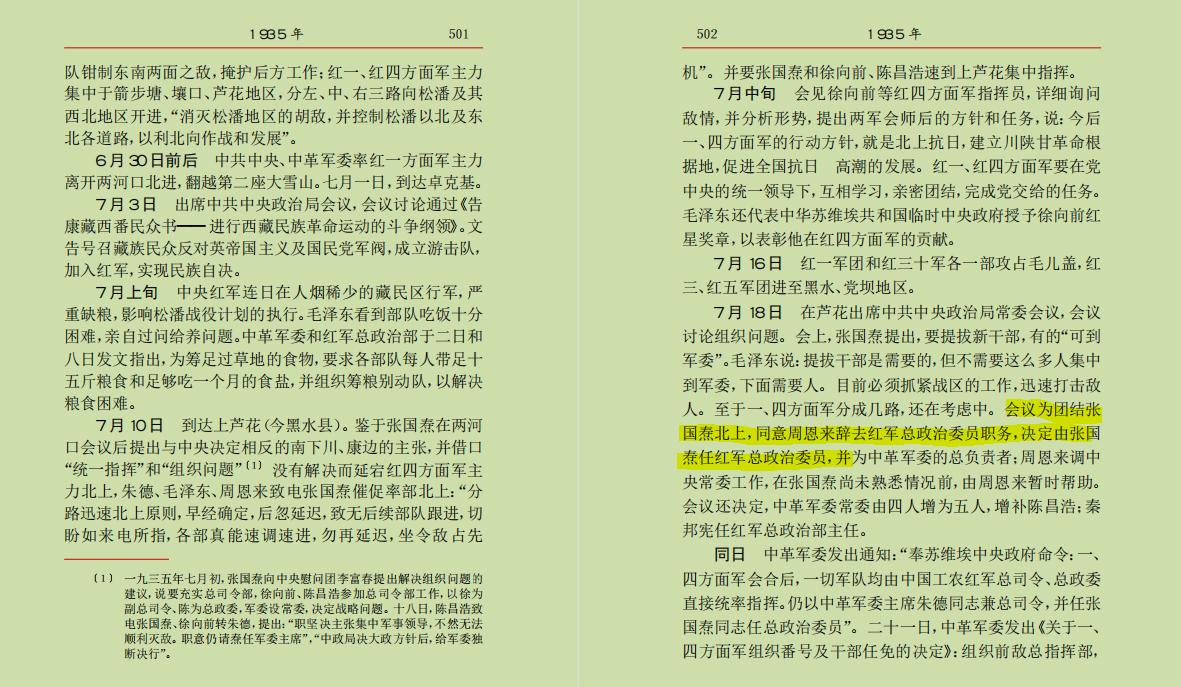 1935年 501
队钳制东南两面之敌,掩护后方工作;红一、红四方面军主力
集中于箭步塘、壤口、芦花地区,分左、中、右三路向松潘及其
西北地区开进,“消灭松潘地区的胡敌,并控制松潘以北及东
北各道路,以利北向作战和发展”。
6月30日前后 中共中央、中革军委率红一方面军主力
离开两河口北进,翻越第二座大雪山。七月一日,到达卓克基。
7月3日 出席中共中央政治局会议,会议讨论通过《告
康藏西番民众书——进行西藏民族革命运动的斗争纲领》。文
告号召藏族民众反对英帝国主义及国民党军阀,成立游击队,
加入红军,实现民族自决。
7月上旬 中央红军连日在人烟稀少的藏民区行军,严
重缺粮,影响松潘战役计划的执行。毛泽东看到部队吃饭十分
困难,亲自过问给养问题。中革军委和红军总政治部于二日和
八日发文指出,为筹足过草地的食物,要求各部队每人带足十
五斤粮食和足够吃一个月的食盐,并组织筹粮别动队,以解决
粮食困难。
7月10日 到达上芦花(今黑水县)。鉴于张国焘在两河
口会议后提出与中央决定相反的南下川、康边的主张,并借口
“统一指挥”和“组织问题”〔1〕没有解决而延宕红四方面军主
力北上,朱德、毛泽东、周恩来致电张国焘催促率部北上:“分
路迅速北上原则,早经确定,后忽延迟,致无后续部队跟进,切
盼如来电所指,各部真能速调速进,勿再延迟,坐令敌占先
〔1〕 一九三五年七月初,张国焘向中央慰问团李富春提出解决组织问题的
建议,说要充实总司令部,徐向前、陈昌浩参加总司令部工作,以徐为
副总司令、陈为总政委,军委设常委,决定战略问题。十八日,陈昌浩致
电张国焘、徐向前转朱德,提出:“职坚决主张集中军事领导,不然无法
顺利灭敌。职意仍请焘任军委主席”,“中政局决大政方针后,给军委独
断决行”。
502 1935年
机”。并要张国焘和徐向前、陈昌浩速到上芦花集中指挥。
7月中旬 会见徐向前等红四方面军指挥员,详细询问
敌情,并分析形势,提出两军会师后的方针和任务,说:今后
一、四方面军的行动方针,就是北上抗日,建立川陕甘革命根
据地,促进全国抗日 高潮的发展。红一、红四方面军要在党
中央的统一领导下,互相学习,亲密团结,完成党交给的任务。
毛泽东还代表中华苏维埃共和国临时中央政府授予徐向前红
星奖章,以表彰他在红四方面军的贡献。
7月16日 红一军团和红三十军各一部攻占毛儿盖,红
三、红五军团进至黑水、党坝地区。
7月18日 在芦花出席中共中央政治局常委会议,会议
讨论组织问题。会上,张国焘提出,要提拔新干部,有的“可到
军委”。毛泽东说:提拔干部是需要的,但不需要这么多人集中
到军委,下面需要人。目前必须抓紧战区的工作,迅速打击敌
人。至于一、四方面军分成几路,还在考虑中。会议为团结张
国焘北上,同意周恩来辞去红军总政治委员职务,决定由张国
焘任红军总政治委员,并为中革军委的总负责者;周恩来调中
央常委工作,在张国焘尚未熟悉情况前,由周恩来暂时帮助。
会议还决定,中革军委常委由四人增为五人,增补陈昌浩;秦
邦宪任红军总政治部主任。
同日 中革军委发出通知:“奉苏维埃中央政府命令:一、
四方面军会合后,一切军队均由中国工农红军总司令、总政委
直接统率指挥。仍以中革军委主席朱德同志兼总司令,并任张
国焘同志任总政治委员”。二十一日,中革军委发出《关于一、
四方面军组织番号及干部任免的决定》:组织前敌总指挥部,